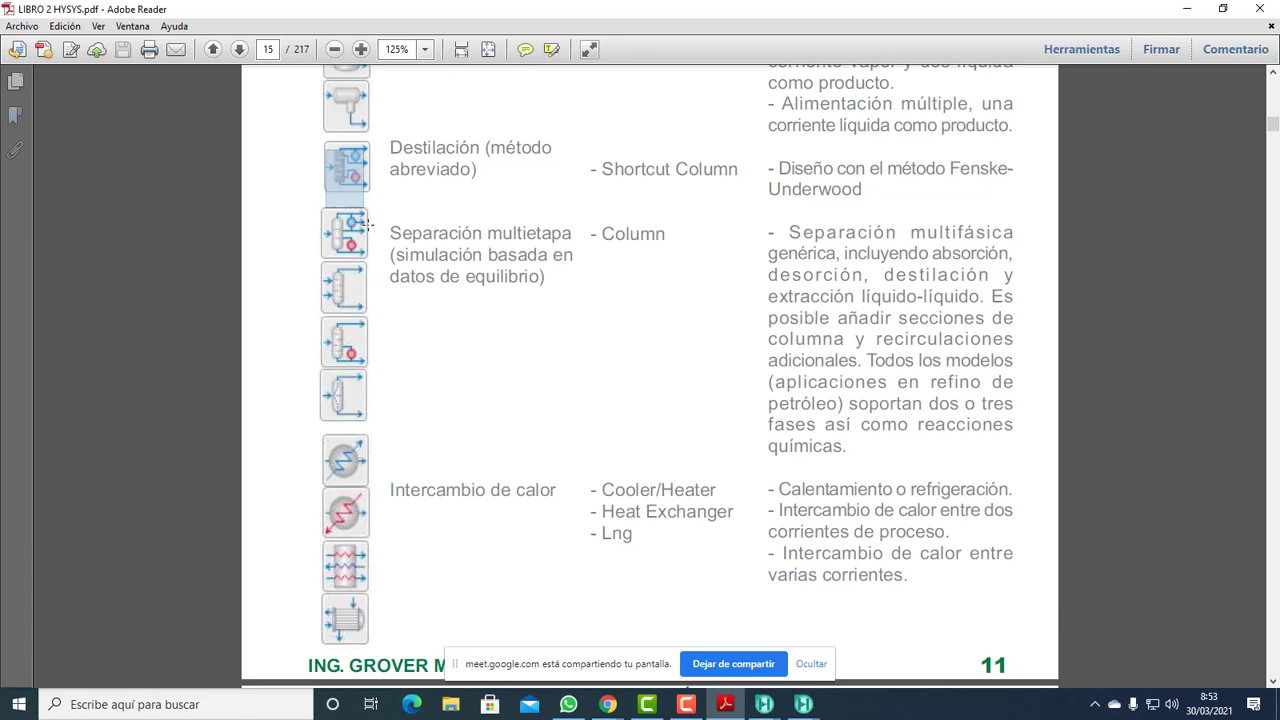 LIBRO 2 HYSYS.pdf - Adobe Reader
Archivo Edición Ver Ventana Ayuda
15 / 217 125% Herramientas Firmar Comentario
corriente vapor y dos líquida
como producto.
- Alimentación múltiple, una
corriente líquida como producto.
Destilación (método
abreviado)
- Shortcut Column
- Diseño con el método Fenske-
Underwood
Separación multietapa
(simulación basada en
datos de equilibrio)
- Column
- Separación multifásica
genérica, incluyendo absorción,
desorción, destilación y
extracción líquido-líquido. Es
posible añadir secciones de
columna y recirculaciones
adicionales. Todos los modelos
(aplicaciones en refino de
petróleo) soportan dos o tres
fases así como reacciones
químicas.
Intercambio de calor
- Cooler/Heater
- Heat Exchanger
- Lng
- Calentamiento o refrigeración.
- Intercambio de calor entre dos
corrientes de proceso.
- Intercambio de calor entre
varias corrientes.
ING. GROVER M
11
meet.google.com está compartiendo tu pantalla. Dejar de compartir Ocultar
Escribe aquí para buscar
8:53
30/03/2021